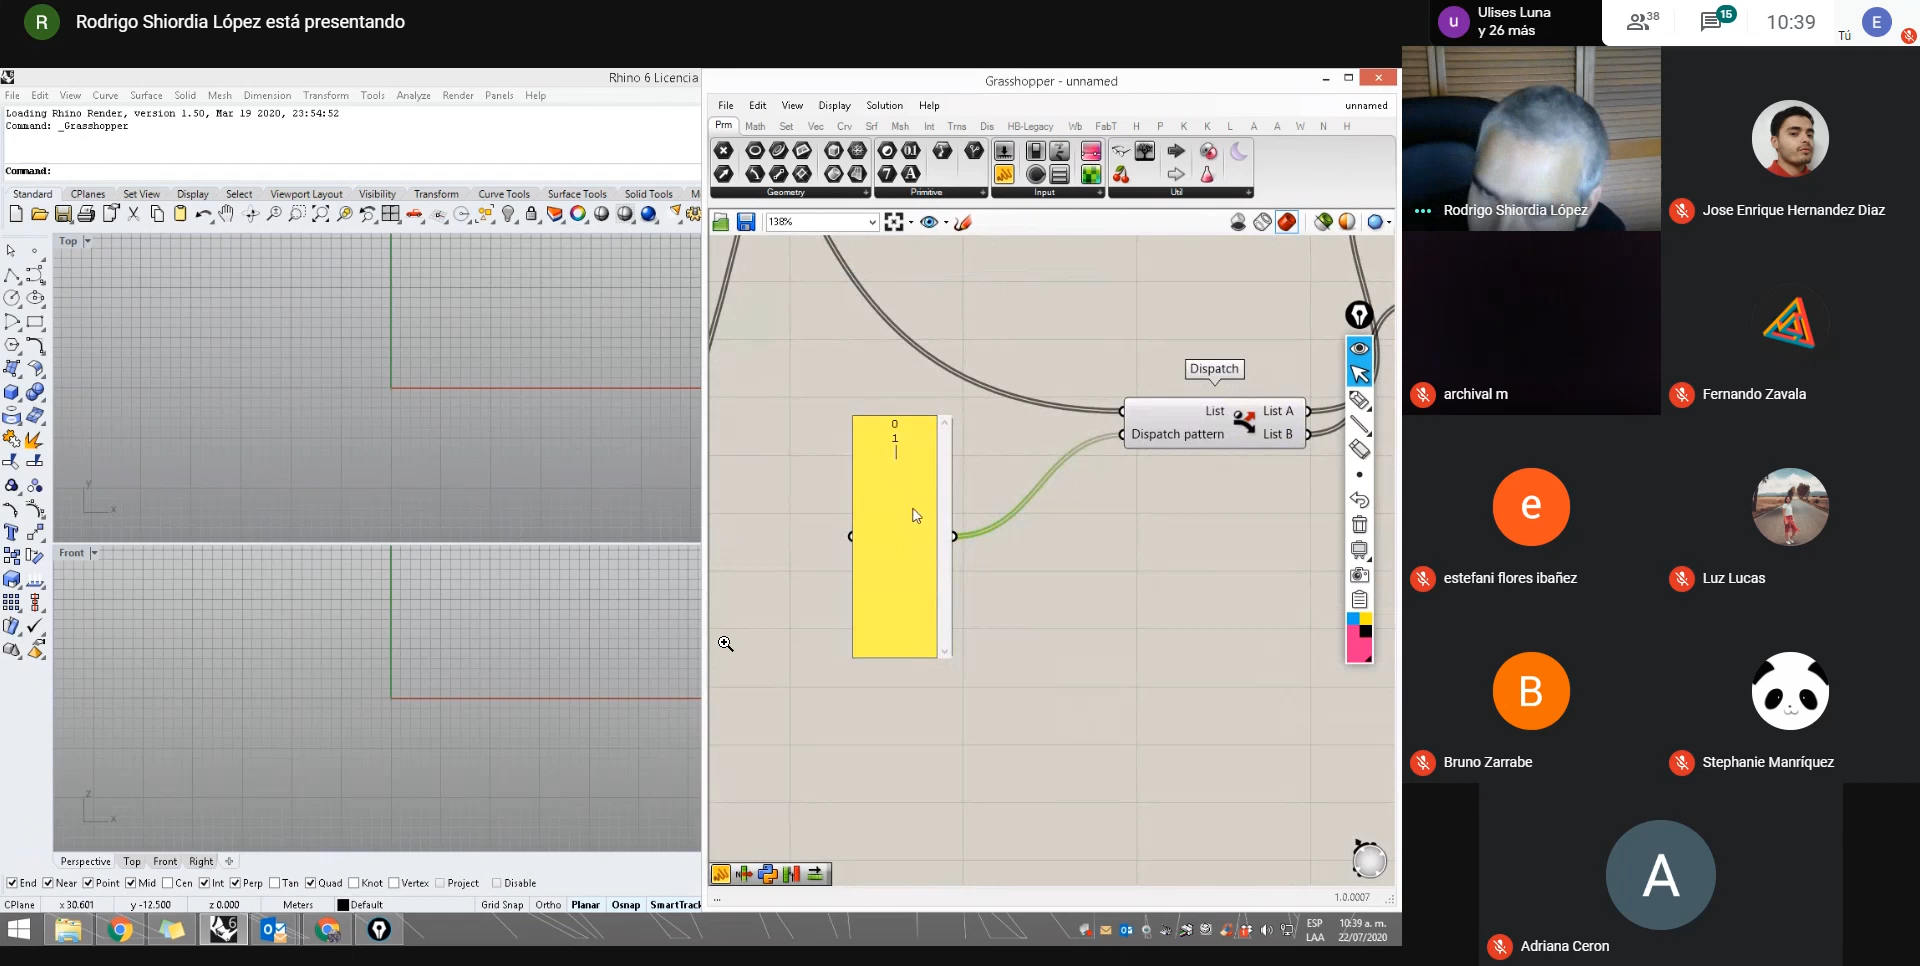 R Rodrigo Shiordia López está presentando
U Ulises Luna
y 26 más
38
15
10:39
Tú
E
Rhino 6 Licencia
File Edit View Curve Surface Solid Mesh Dimension Transform Tools Analyze Render Panels Help
Loading Rhino Render, version 1.50, Mar 19 2020, 23:54:52
Command: _Grasshopper
Command:
Standard CPlanes Set View Display Select Viewport Layout Visibility Transform Curve Tools Surface Tools Solid Tools M
Top
y
x
Front
z
x
Perspective Top Front Right
End Near Point Mid Cen Int Perp Tan Quad Knot Vertex Project Disable
CPlane x 30.601 y -12.500 z 0.000 Meters Default Grid Snap Ortho Planar Osnap SmartTrack
Grasshopper - unnamed
File Edit View Display Solution Help unnamed
Prm Math Set Vec Crv Srf Msh Int Trns Dis HB-Legacy Wb FabT H P K K L A A W N H
Geometry Primitive Input Util
138%
Dispatch
List List A
Dispatch pattern List B
0
1
...
1.0.0007
ESP
LAA
10:39 a. m.
22/07/2020
Rodrigo Shiordia López
Jose Enrique Hernandez Diaz
archival m
Fernando Zavala
e
estefani flores ibañez
Luz Lucas
B
Bruno Zarrabe
Stephanie Manríquez
A
Adriana Ceron